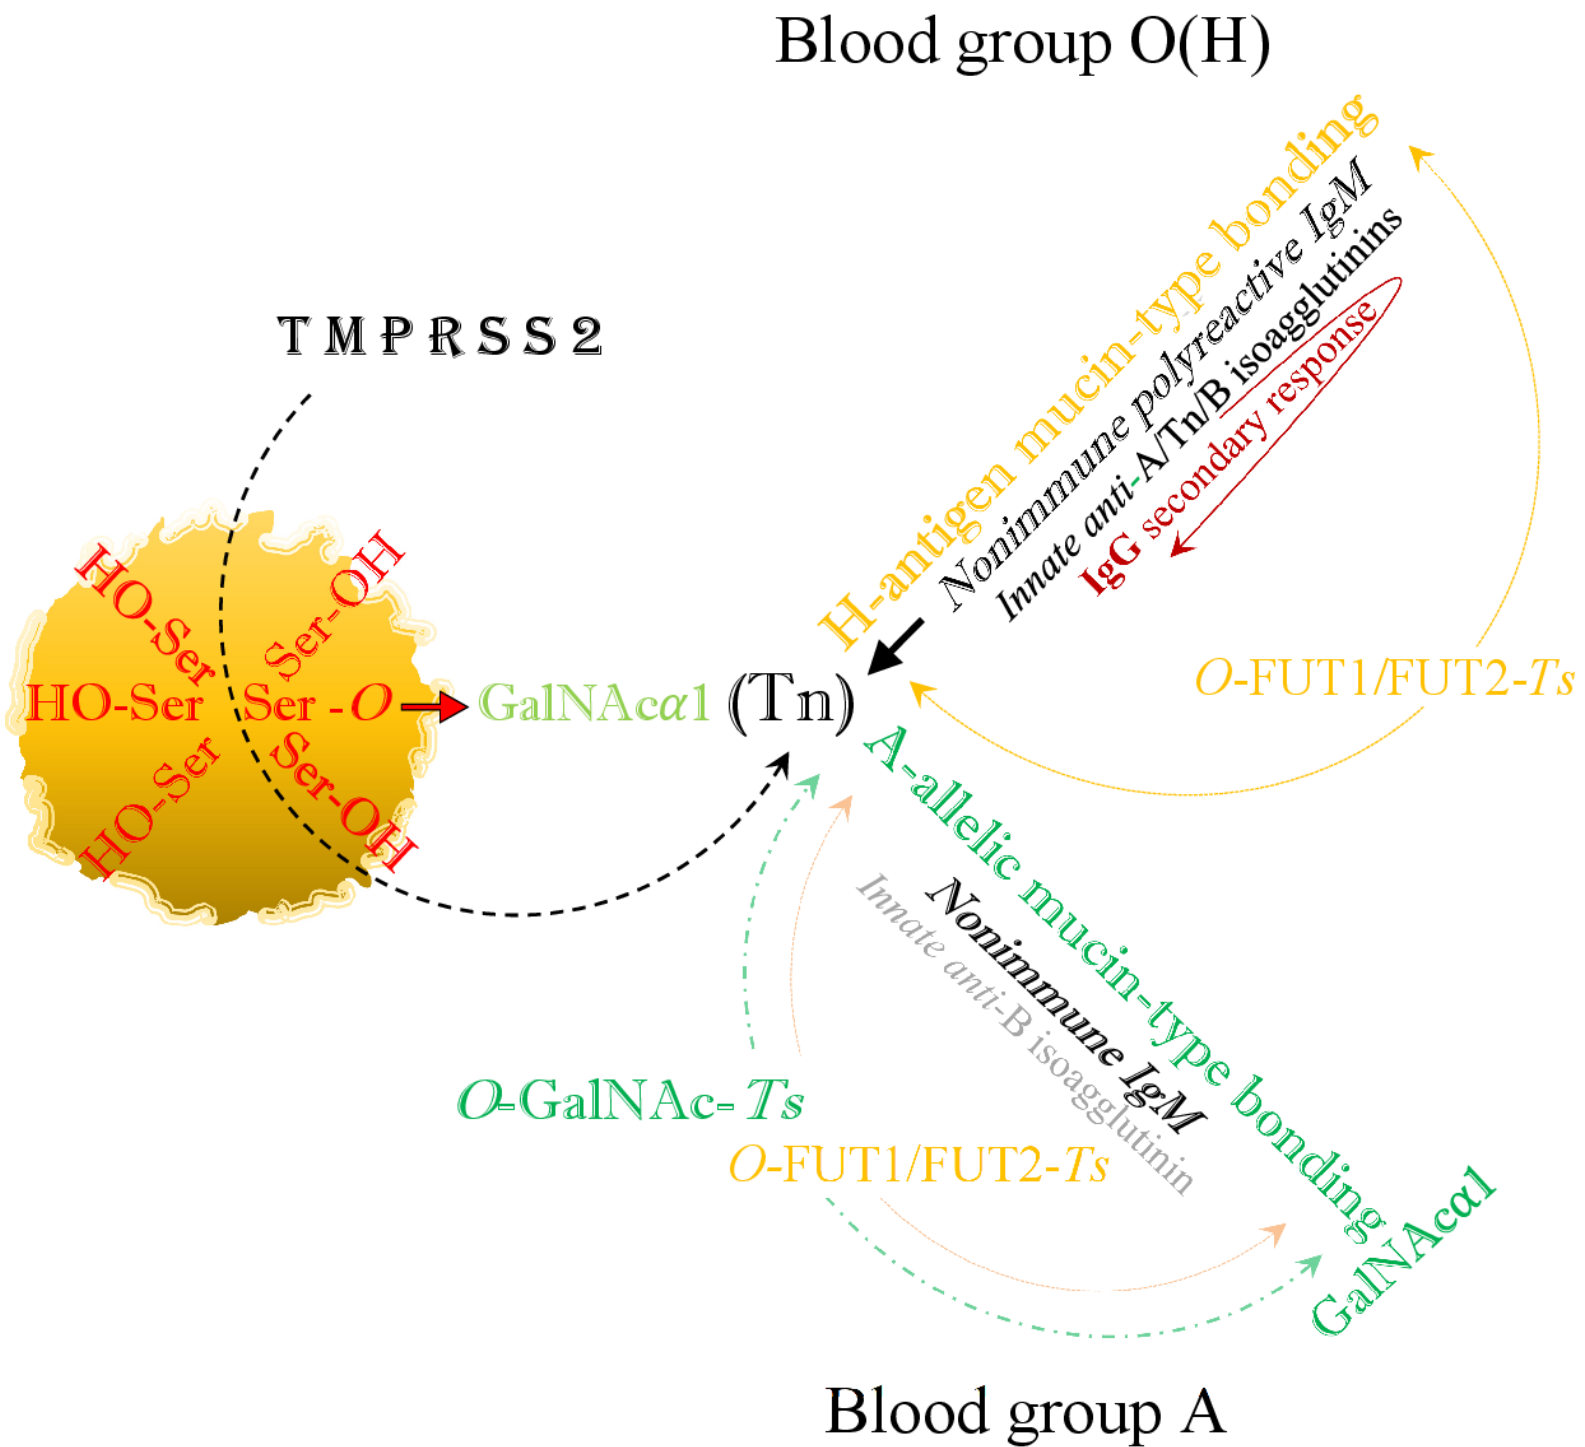 Blood group O(H)
H-antigen mucin-type bonding
Nonimmune polyreactive IgM
Innate anti-A/Tn/B isoagglutinins
IgG secondary response
TMPRSS2
HO-Ser
Ser-OH
HO-Ser
Ser -O
GalNAcα1
(Tn)
O-FUT1/FUT2-Ts
HO-Ser
Ser-OH
A-allelic mucin-type bonding
Nonimmune IgM
Innate anti-B isoagglutinin
O-GalNAc-Ts
O-FUT1/FUT2-Ts
GalNAcα1
Blood group A